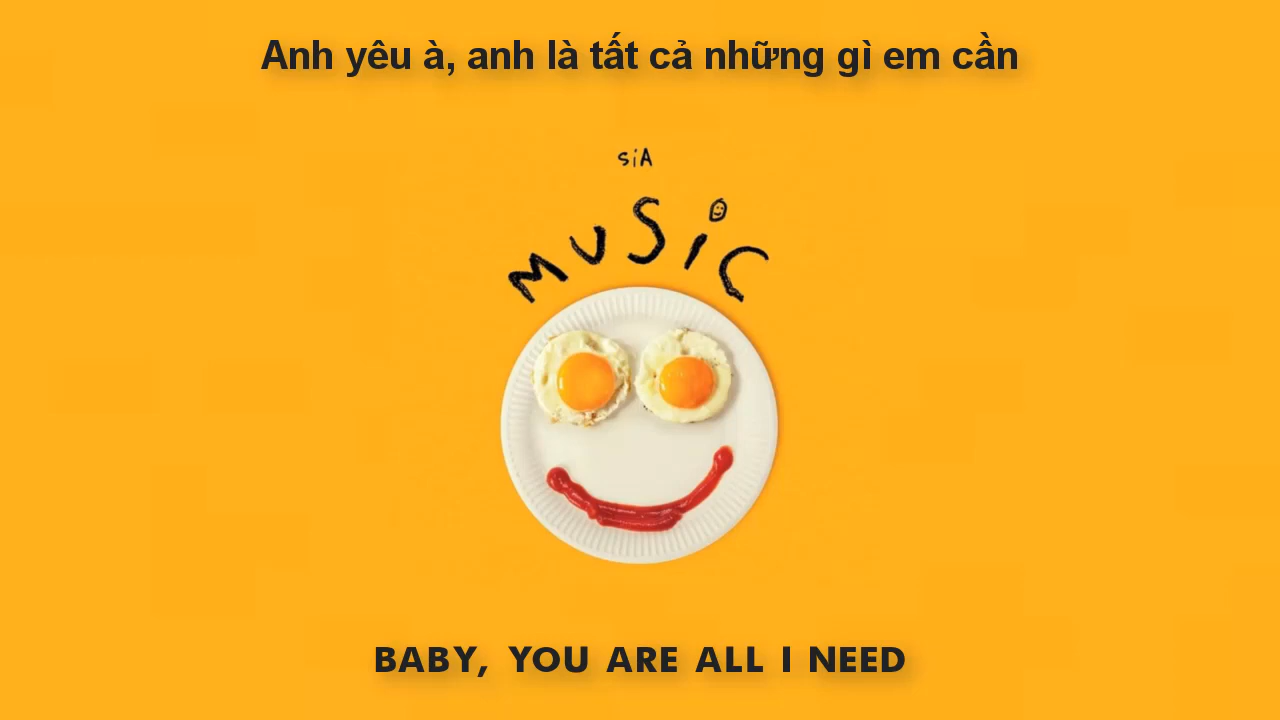 Anh yêu à, anh là tất cả những gì em cần
SiA
MUSiC
BABY, YOU ARE ALL I NEED